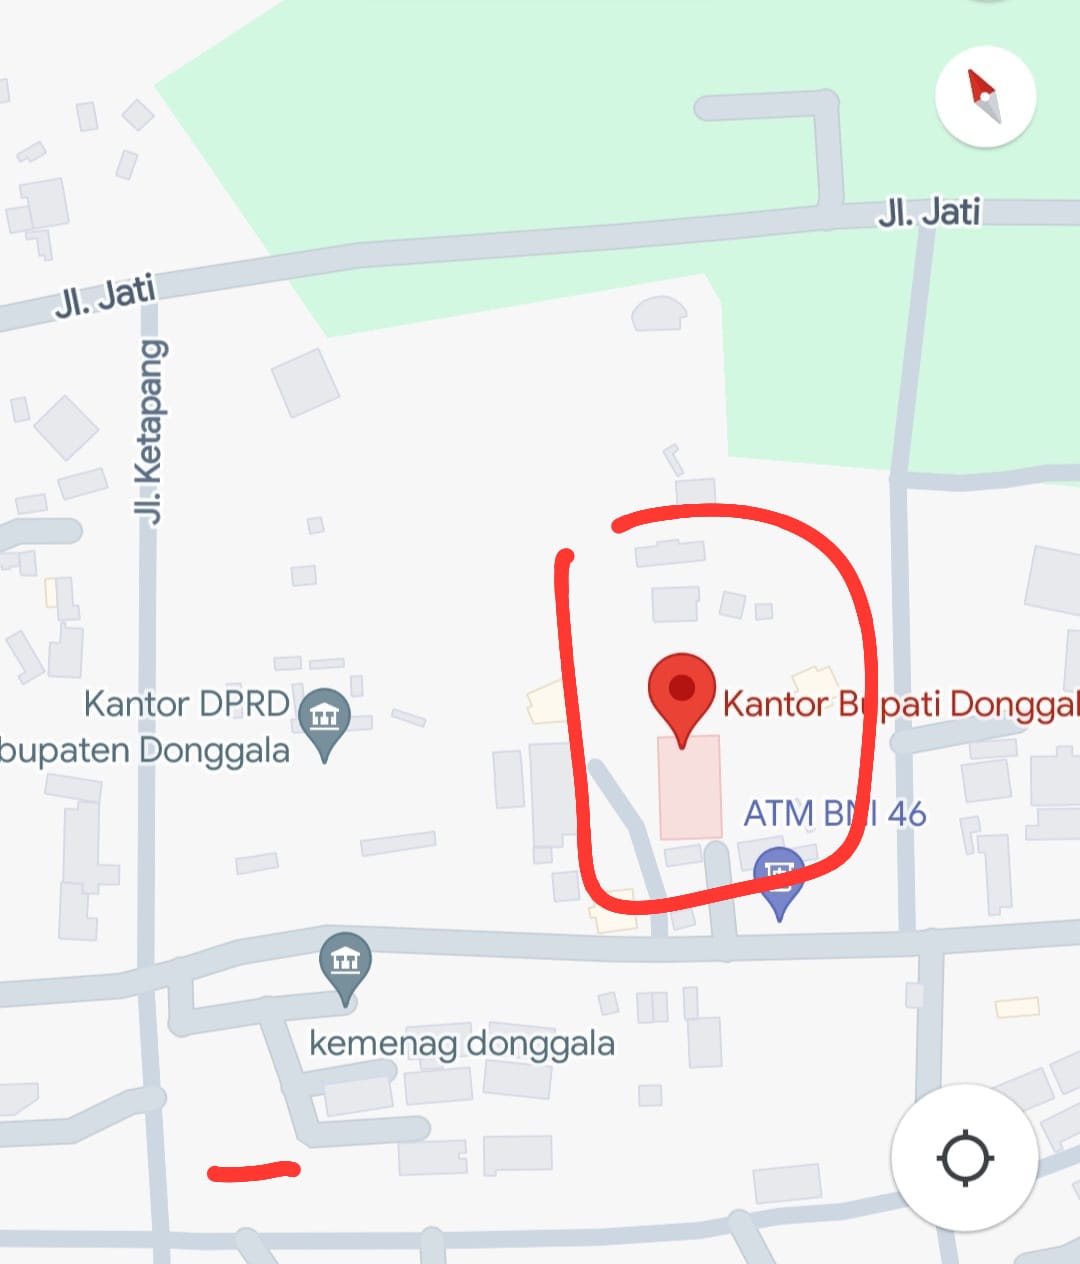 Jl. Jati
Jl. Jati
Jl. Ketapang
Kantor DPRD
bupaten Donggala
Kantor Bupati Donggal
ATM BNI 46
kemenag donggala